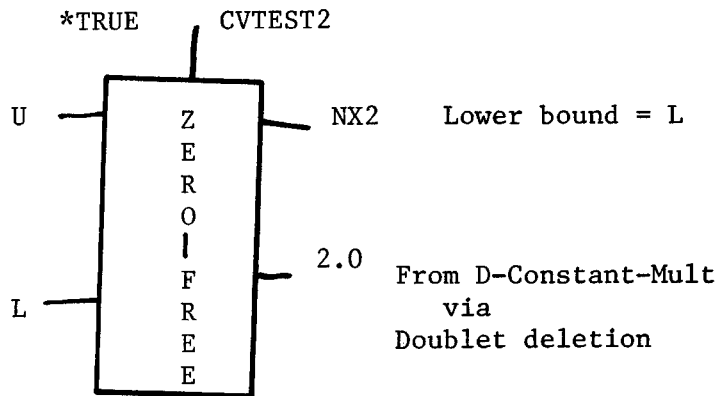 *TRUE CVTEST2
U NX2 Lower bound = L
ZERO-FREE
2.0 From D-Constant-Mult
L via
Doublet deletion